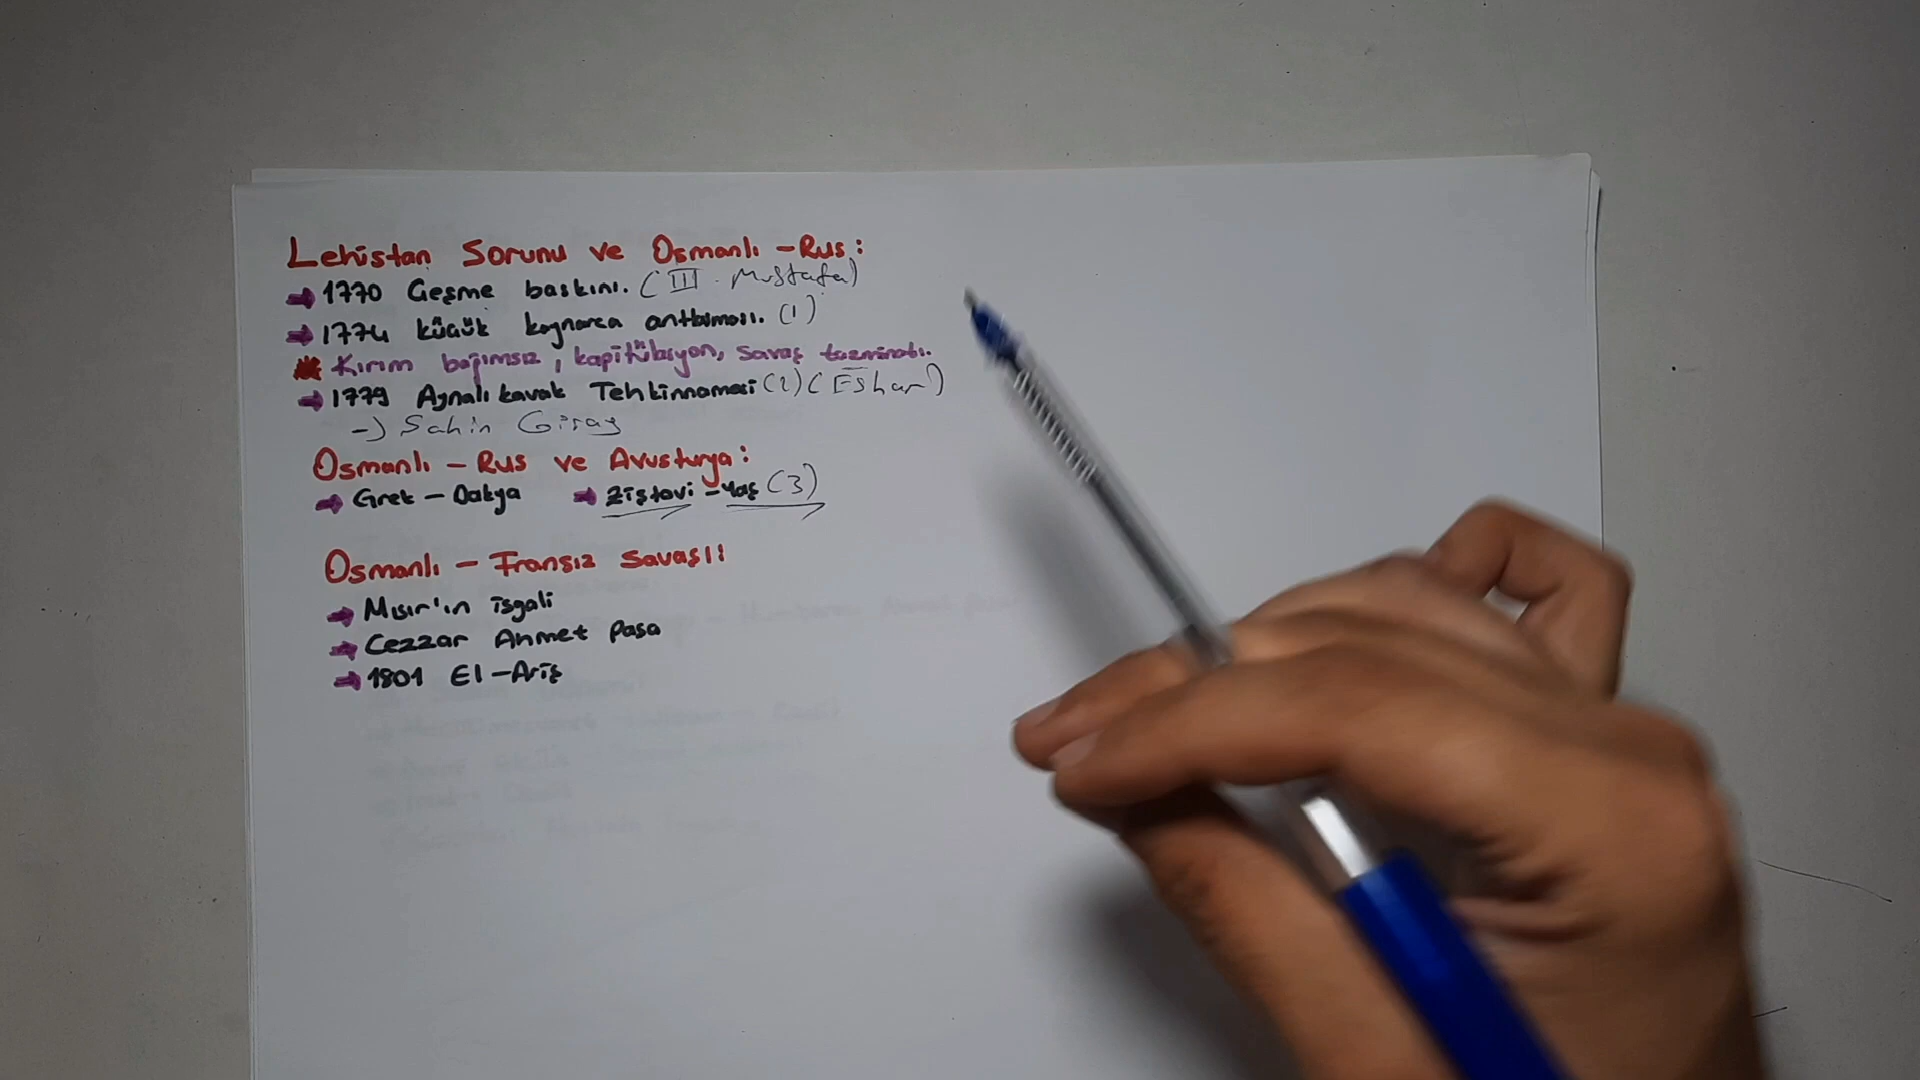 Lehistan Sorunu ve Osmanlı - Rus:
→ 1770 Çeşme baskını. (III. Mustafa)
→ 1774 küçük kaynarca antlaşması. (1)
Kırım bağımsız, kapitülasyon, savaş tazminatı.
→ 1779 Aynalı kavak Tehkinnamesi (2) (Eshar)
→ Sahin Giray
Osmanlı - Rus ve Avusturya:
→ Grek - Dakya → Ziştovi - Yaş (3)
Osmanlı - Fransız Savaşı:
→ Mısır'ın işgali
→ Cezzar Ahmet Paşa
→ 1801 El-Ariş